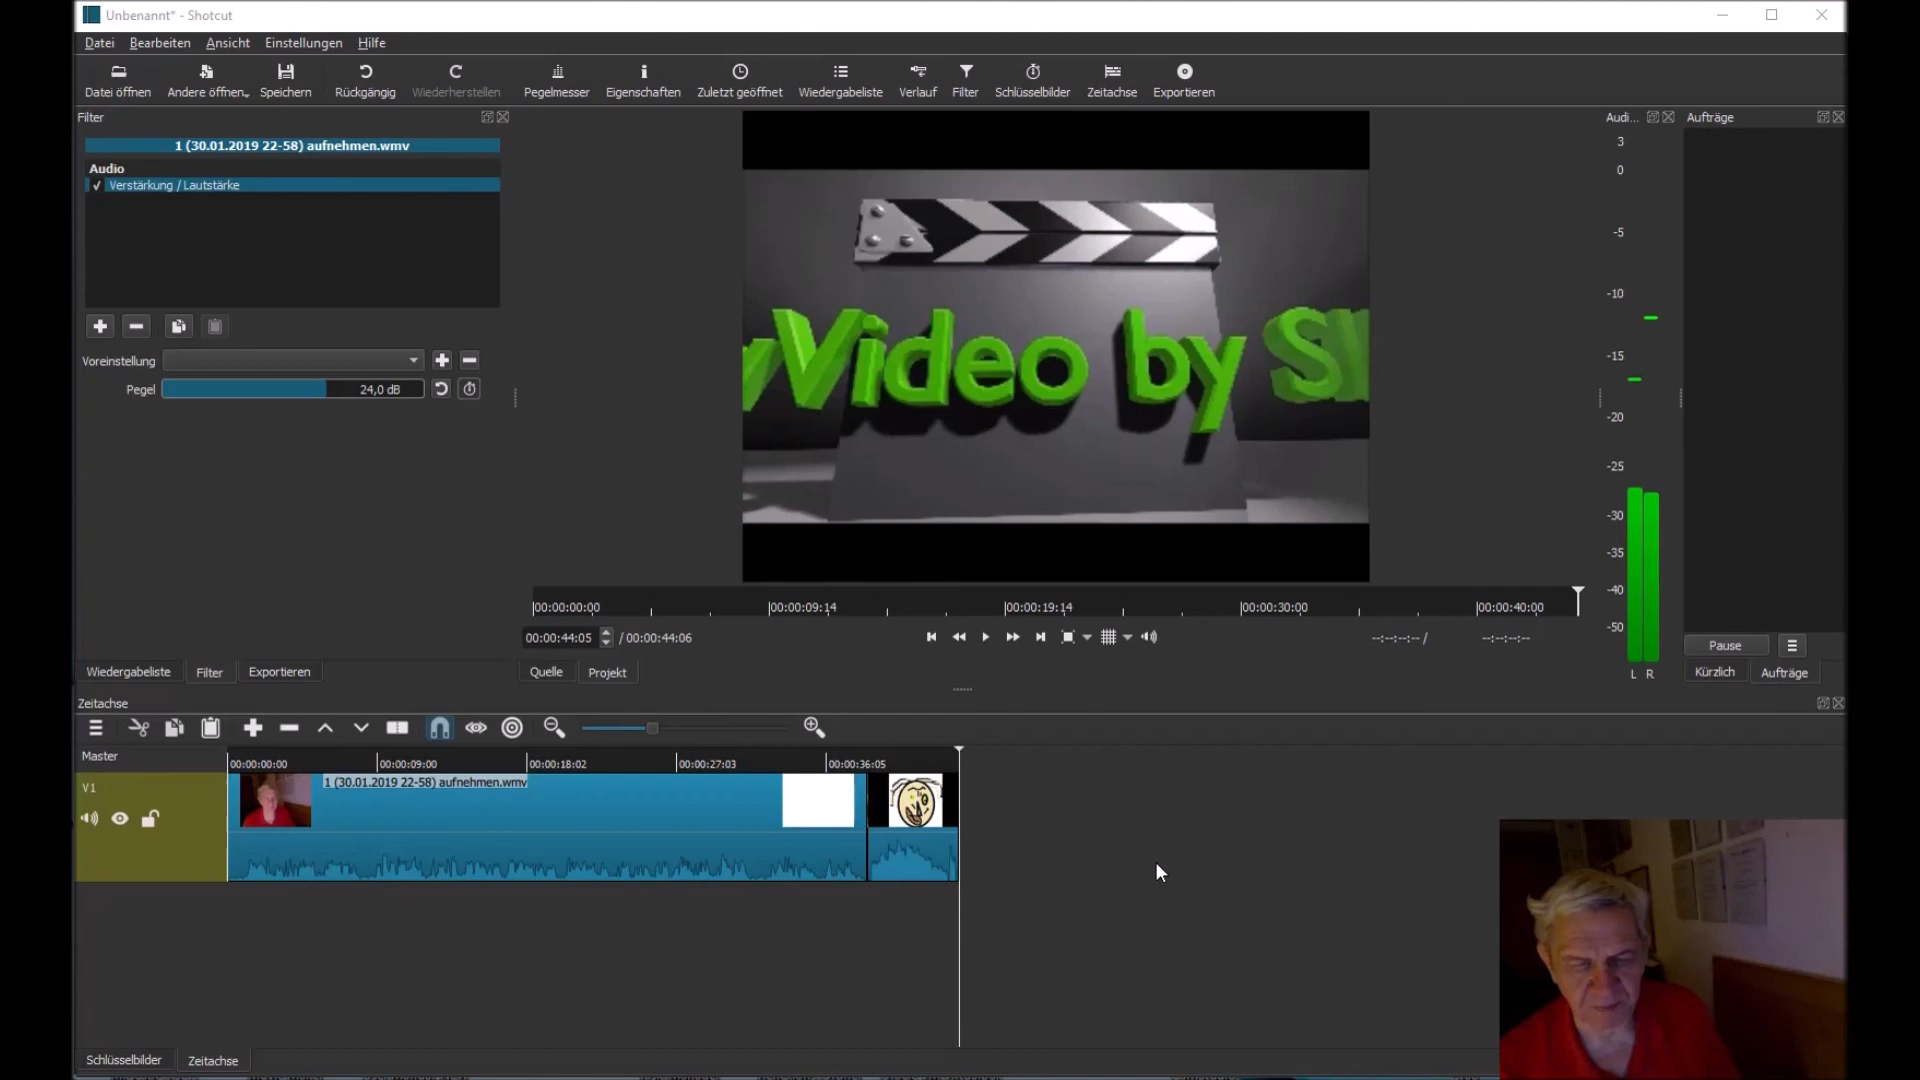 Unbenannt* - Shotcut
Datei Bearbeiten Ansicht Einstellungen Hilfe
Datei öffnen Andere öffnen Speichern Rückgängig Wiederherstellen Pegelmesser Eigenschaften Zuletzt geöffnet Wiedergabeliste Verlauf Filter Schlüsselbilder Zeitachse Exportieren
Filter
Audi... Aufträge
1 (30.01.2019 22-58) aufnehmen.wmv
Audio
✓ Verstärkung / Lautstärke
Voreinstellung
Pegel 24,0 dB
Video by
3
0
-5
-10
-15
-20
-25
-30
-35
-40
-50
L R
00:00:00:00 00:00:09:14 00:00:19:14 00:00:30:00 00:00:40:00
00:00:44:05 / 00:00:44:06 --:--:--:-- / --:--:--:--
Pause
Wiedergabeliste Filter Exportieren Quelle Projekt Kürzlich Aufträge
Zeitachse
Master
00:00:00:00 00:00:09:00 00:00:18:02 00:00:27:03 00:00:36:05
V1
1 (30.01.2019 22-58) aufnehmen.wmv
Schlüsselbilder Zeitachse